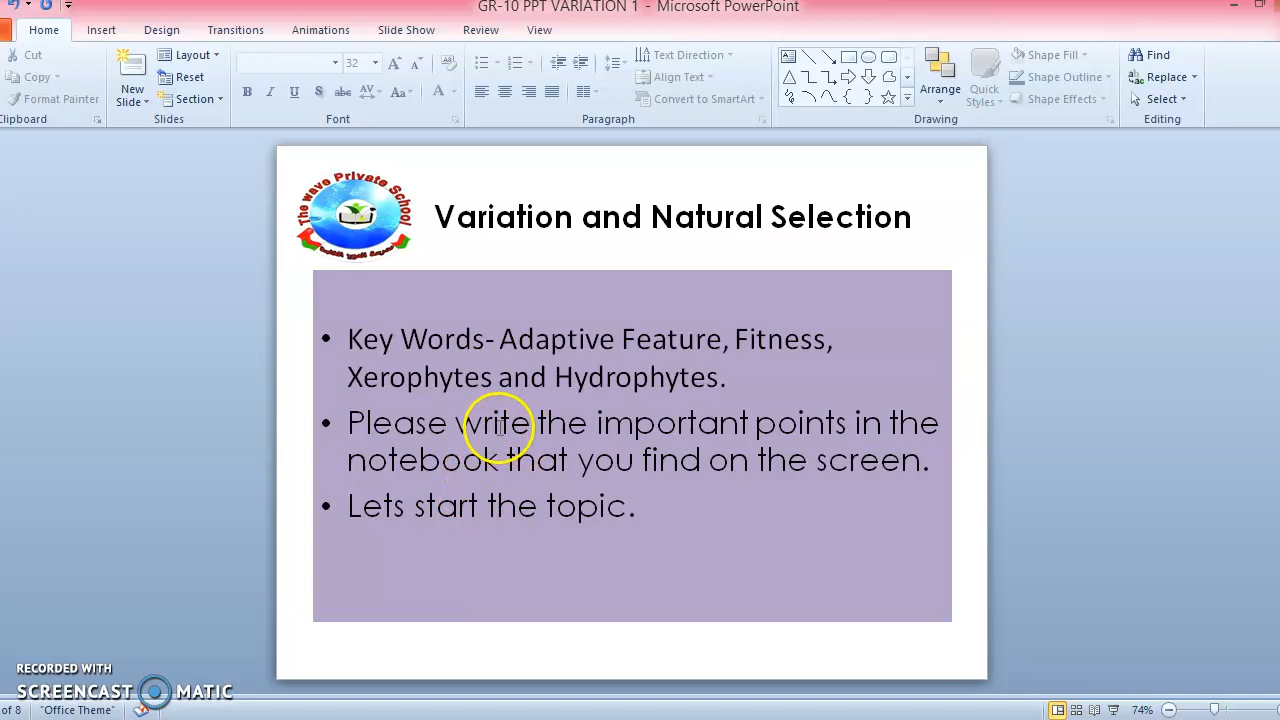 GR-10 PPT VARIATION 1 - Microsoft PowerPoint
Home Insert Design Transitions Animations Slide Show Review View
Cut
Copy
Format Painter
Clipboard
New Slide
Layout
Reset
Section
Slides
32
Font
Text Direction
Align Text
Convert to SmartArt
Paragraph
Arrange
Quick Styles
Shape Fill
Shape Outline
Shape Effects
Drawing
Find
Replace
Select
Editing
The Wave Private School
Variation and Natural Selection
• Key Words- Adaptive Feature, Fitness,
Xerophytes and Hydrophytes.
• Please write the important points in the
notebook that you find on the screen.
• Lets start the topic.
RECORDED WITH
SCREENCAST MATIC
of 8 "Office Theme" 74%